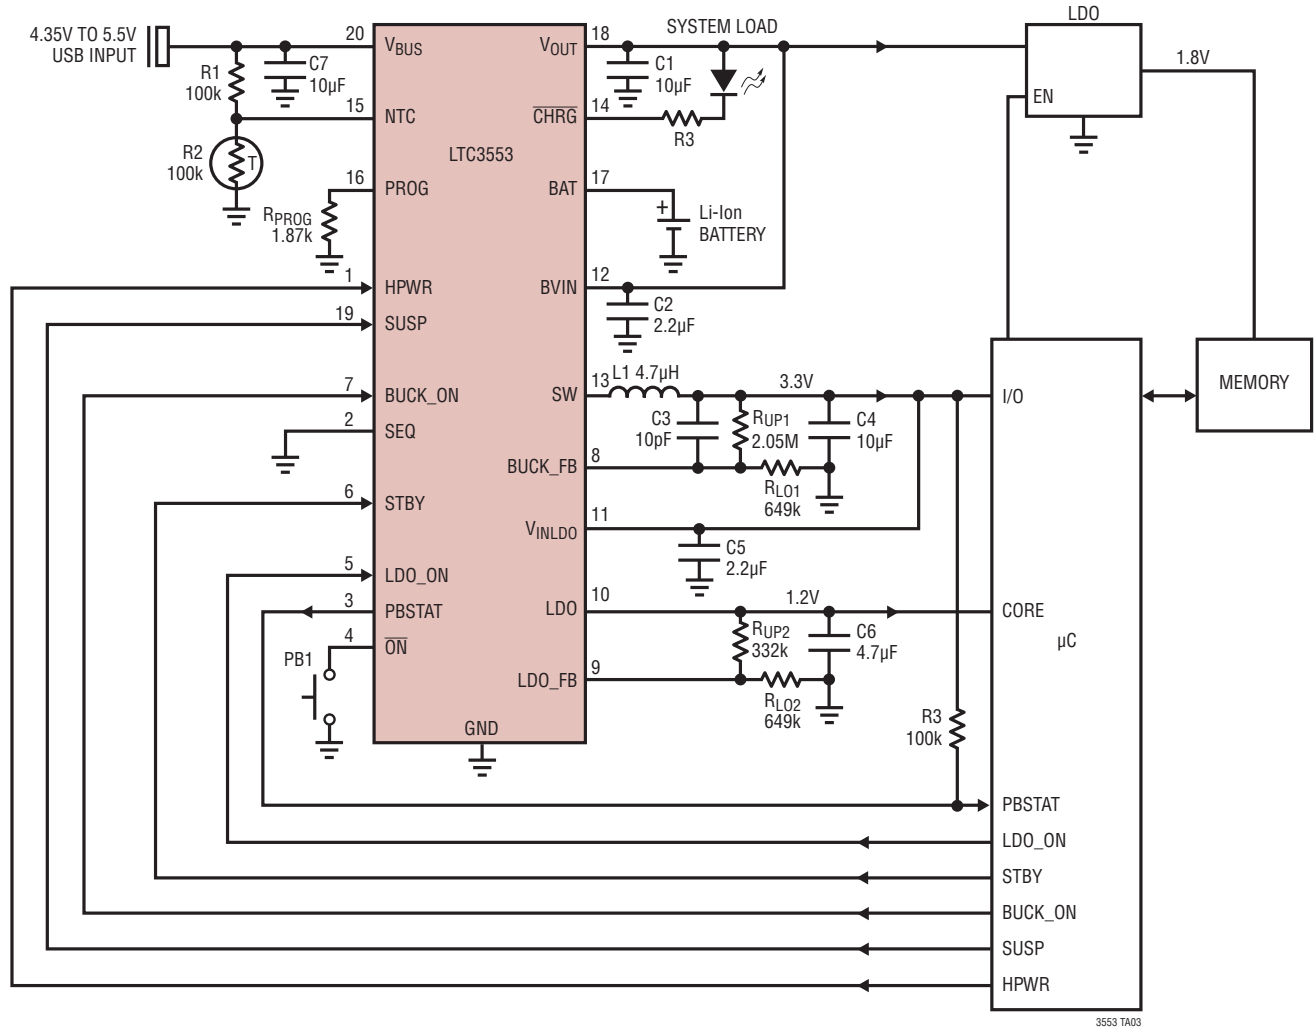 4.35V TO 5.5V
USB INPUT
R1
100k
C7
10µF
R2
100k
T
RPROG
1.87k
20
VBUS
15
NTC
LTC3553
16
PROG
1
HPWR
19
SUSP
7
BUCK_ON
2
SEQ
6
STBY
5
LDO_ON
3
PBSTAT
4
ON
PB1
GND
VOUT
18
SYSTEM LOAD
C1
10µF
CHRG
14
R3
BAT
17
+
Li-Ion
BATTERY
BVIN
12
C2
2.2µF
SW
13
L1 4.7µH
3.3V
C3
10pF
RUP1
2.05M
C4
10µF
BUCK_FB
8
RLO1
649k
VINLDO
11
C5
2.2µF
LDO
10
1.2V
RUP2
332k
C6
4.7µF
LDO_FB
9
RLO2
649k
R3
100k
LDO
EN
1.8V
I/O
MEMORY
CORE
µC
PBSTAT
LDO_ON
STBY
BUCK_ON
SUSP
HPWR
3553 TA03